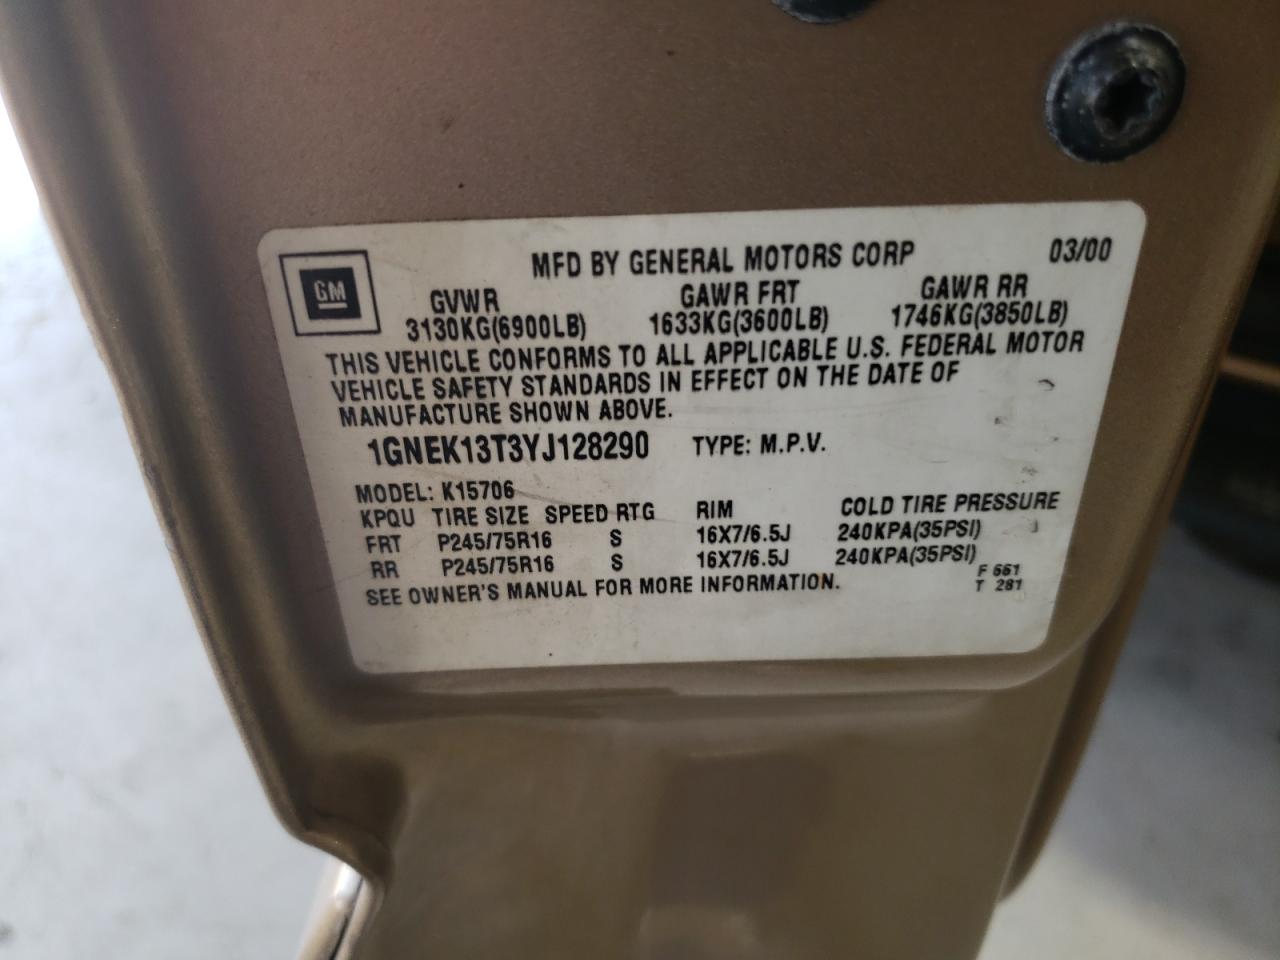 MFD BY GENERAL MOTORS CORP 03/00
GM
GVWR GAWR FRT GAWR RR
3130KG(6900LB) 1633KG(3600LB) 1746KG(3850LB)
THIS VEHICLE CONFORMS TO ALL APPLICABLE U.S. FEDERAL MOTOR
VEHICLE SAFETY STANDARDS IN EFFECT ON THE DATE OF
MANUFACTURE SHOWN ABOVE.
1GNEK13T3YJ128290 TYPE: M.P.V.
MODEL: K15706
KPQU TIRE SIZE SPEED RTG RIM COLD TIRE PRESSURE
FRT P245/75R16 S 16X7/6.5J 240KPA(35PSI)
RR P245/75R16 S 16X7/6.5J 240KPA(35PSI)
SEE OWNER'S MANUAL FOR MORE INFORMATION.
F 661
T 281